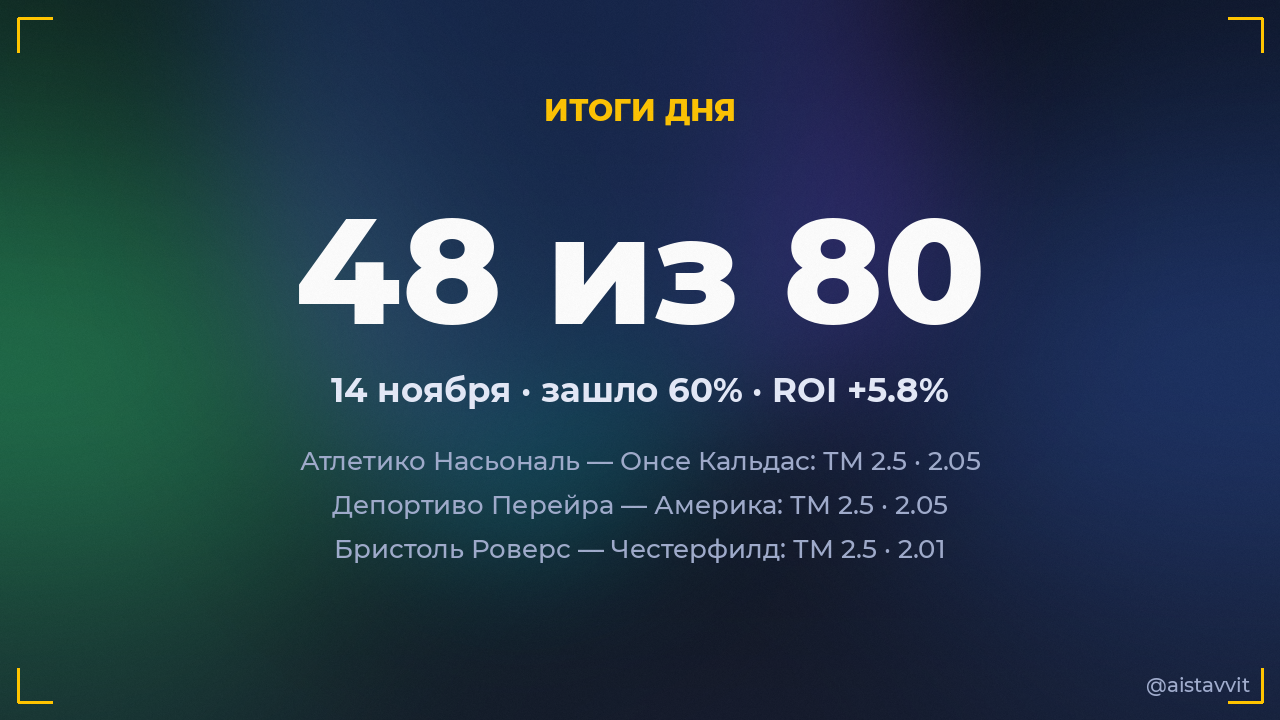 ИТОГИ ДНЯ
48 из 80
14 ноября · зашло 60% · ROI +5.8%
Атлетико Насьональ — Онсе Кальдас: ТМ 2.5 · 2.05
Депортиво Перейра — Америка: ТМ 2.5 · 2.05
Бристоль Роверс — Честерфилд: ТМ 2.5 · 2.01
@aistavvit